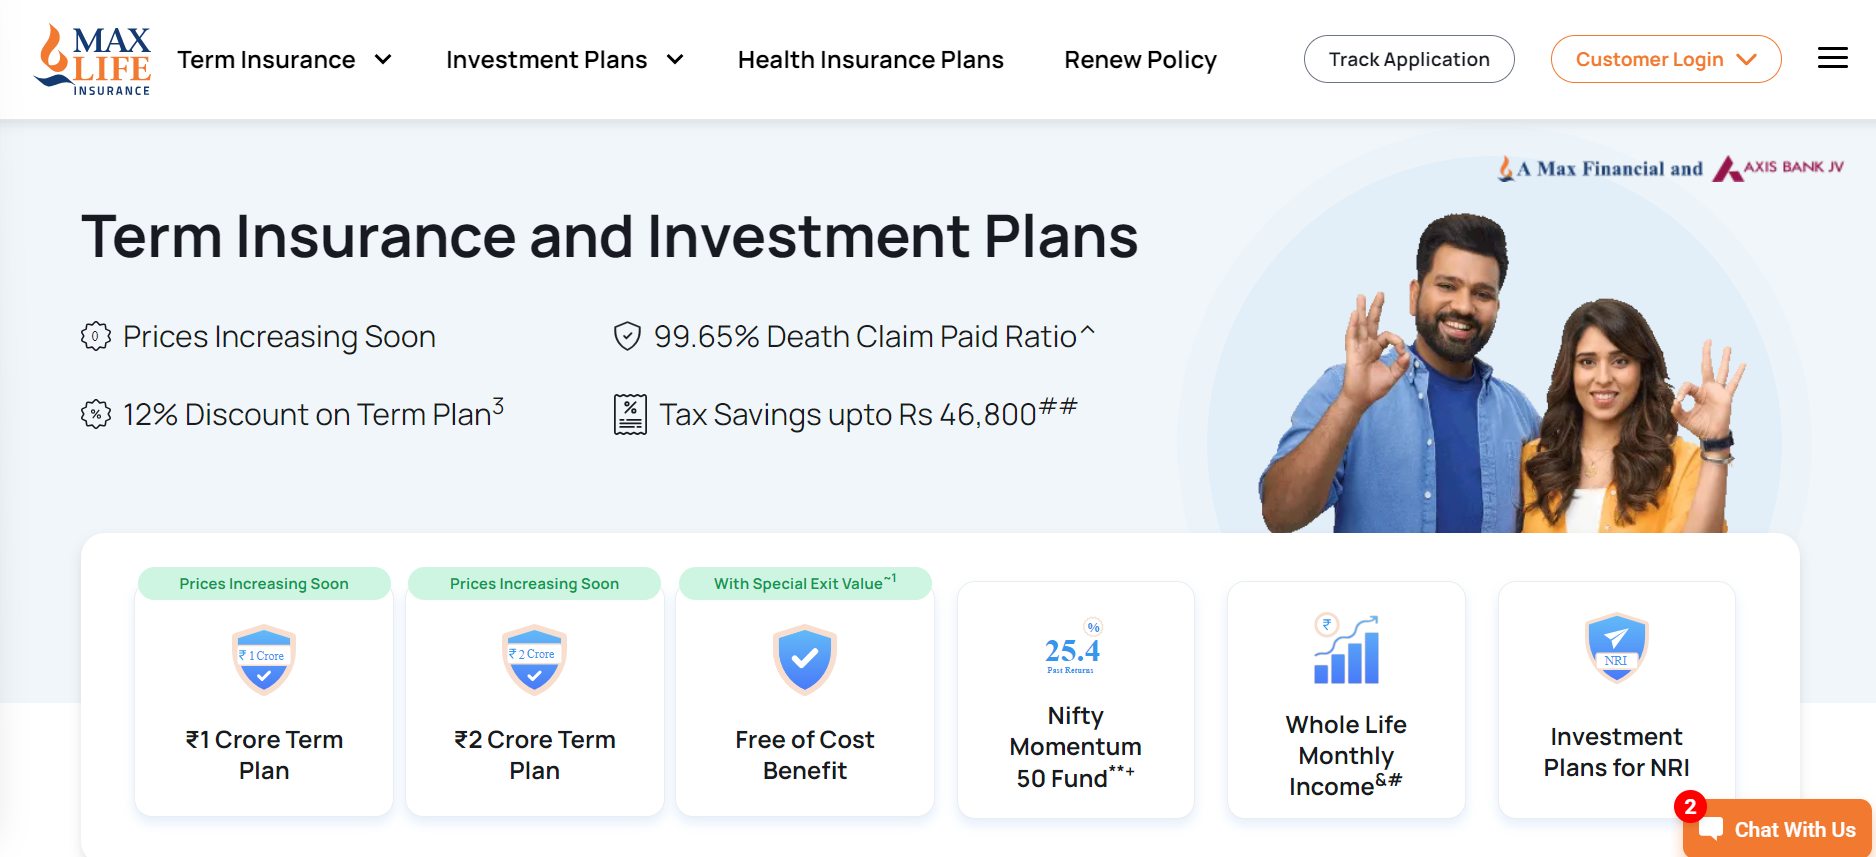 MAX
LIFE
INSURANCE
Term Insurance
Investment Plans
Health Insurance Plans
Renew Policy
Track Application
Customer Login
A Max Financial and AXIS BANK JV
Term Insurance and Investment Plans
0 Prices Increasing Soon
99.65% Death Claim Paid Ratio^
% 12% Discount on Term Plan3
% Tax Savings upto Rs 46,800##
Prices Increasing Soon
₹ 1 Crore
₹1 Crore Term
Plan
Prices Increasing Soon
₹ 2 Crore
₹2 Crore Term
Plan
With Special Exit Value~1
Free of Cost
Benefit
%
25.4
Past Returns
Nifty
Momentum
50 Fund**+
₹
Whole Life
Monthly
Income&#
NRI
Investment
Plans for NRI
2
Chat With Us